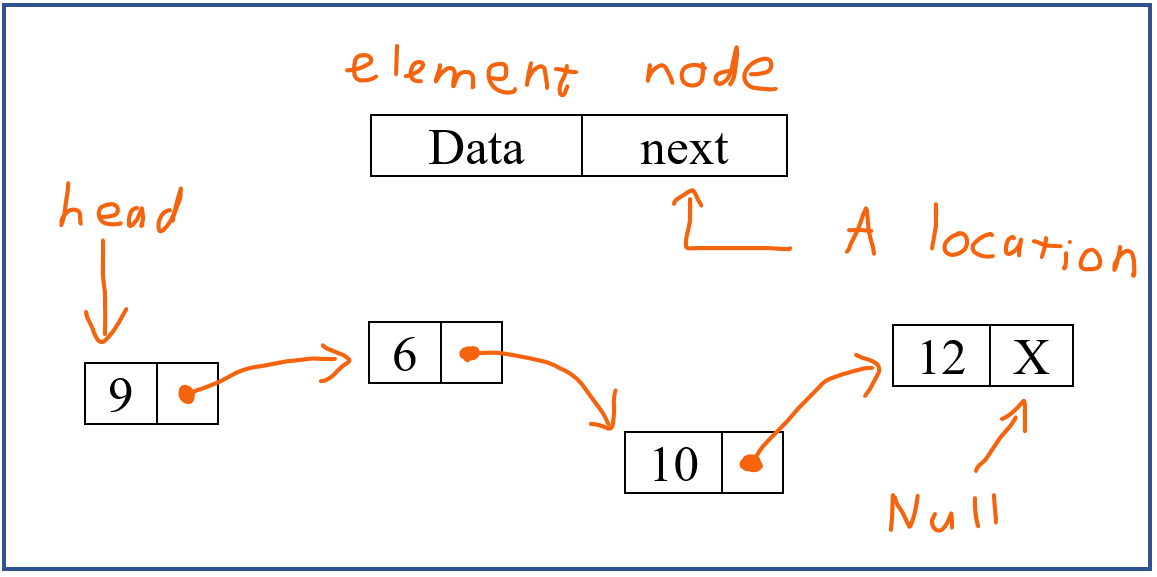 element node
Data next
head
A location
9
6
10
12 X
Null